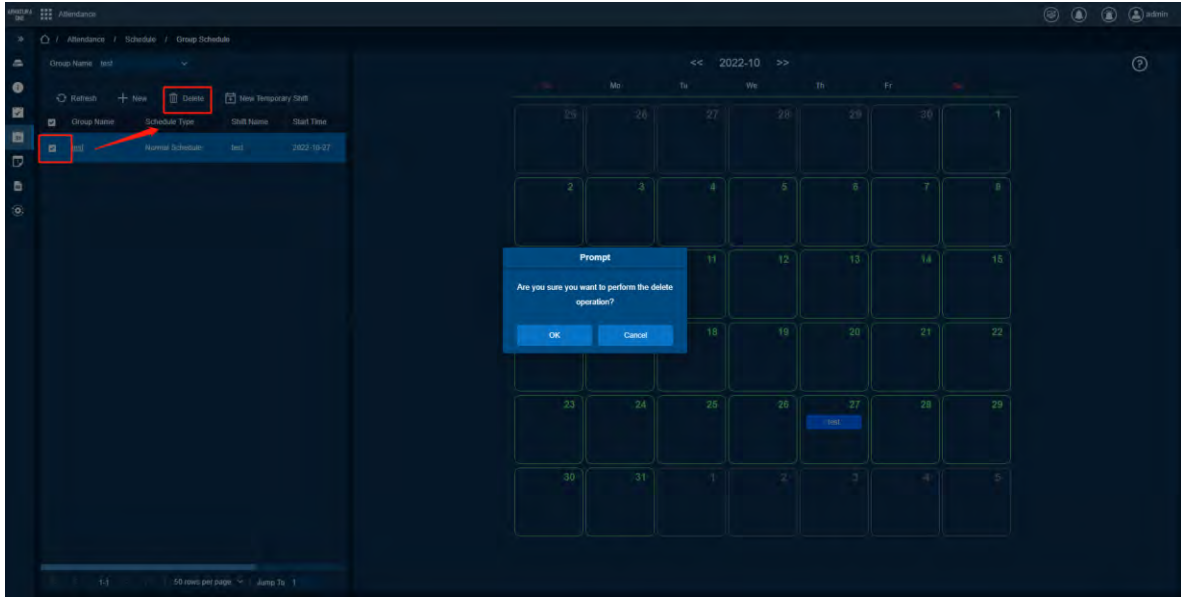 Attendance
admin
/ Attendance / Schedule / Group Schedule
Group Name test
<< 2022-10 >>
Refresh New Delete New Temporary Shift
Group Name Schedule Type Shift Name Start Time
test Normal Schedule test 2022-10-27
Su Mo Tu We Th Fr Sa
25 26 27 28 29 30 1
2 3 4 5 6 7 8
11 12 13 14 15
18 19 20 21 22
23 24 25 26 27 28 29
test
30 31 1 2 3 4 5
Prompt
Are you sure you want to perform the delete
operation?
OK Cancel
1-1 50 rows per page Jump To 1